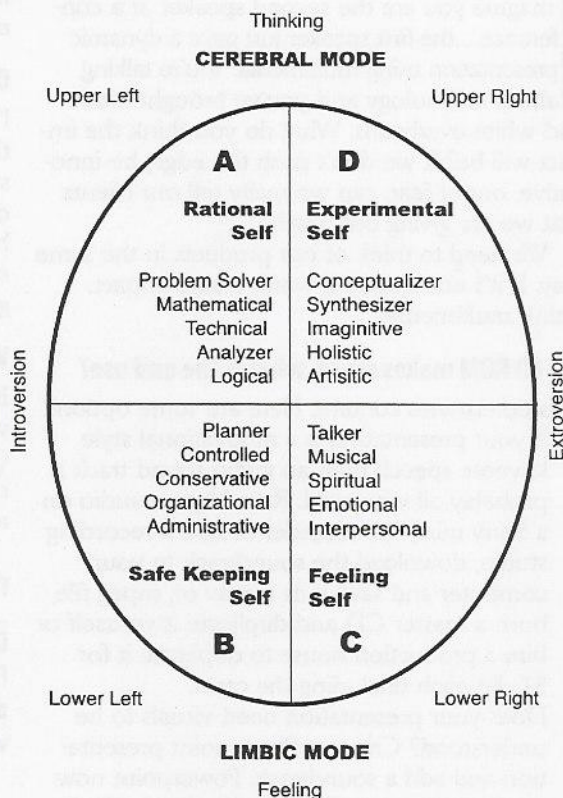 Thinking
CEREBRAL MODE
Upper Left
Upper Right
A
Rational
Self
Problem Solver
Mathematical
Technical
Analyzer
Logical
D
Experimental
Self
Conceptualizer
Synthesizer
Imaginitive
Holistic
Artisitic
Introversion
Extroversion
Planner
Controlled
Conservative
Organizational
Administrative
Safe Keeping
Self
B
Talker
Musical
Spiritual
Emotional
Interpersonal
Feeling
Self
C
Lower Left
Lower Right
LIMBIC MODE
Feeling